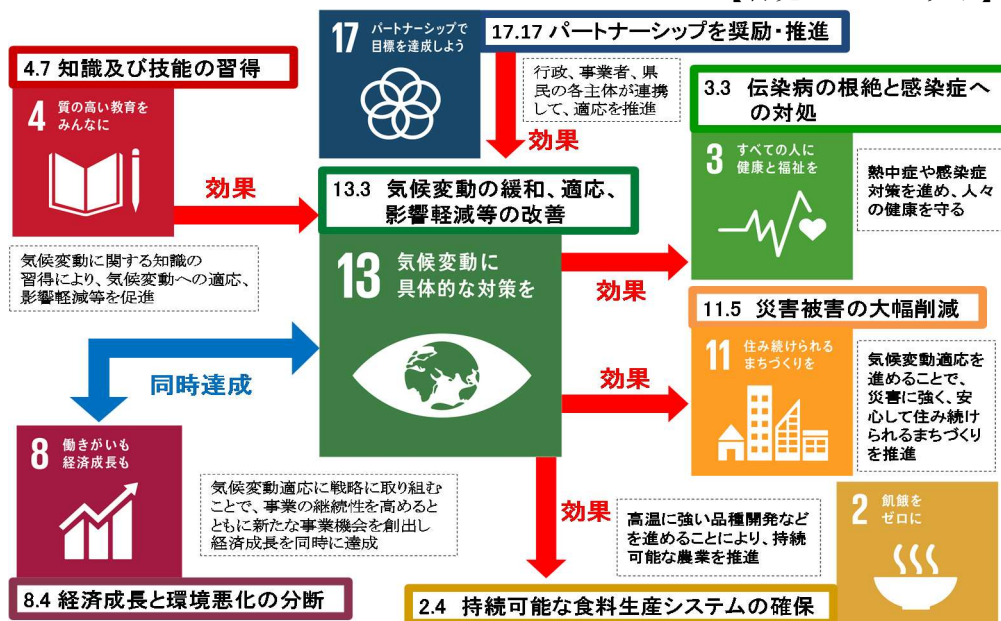 17 パートナーシップで
目標を達成しよう
17.17 パートナーシップを奨励・推進
行政、事業者、県
民の各主体が連携
して、適応を推進
効果
4.7 知識及び技能の習得
4 質の高い教育を
みんなに
効果
気候変動に関する知識の
習得により、気候変動への適応、
影響軽減等を促進
3.3 伝染病の根絶と感染症へ
の対処
3 すべての人に
健康と福祉を
熱中症や感染症
対策を進め、人々
の健康を守る
13.3 気候変動の緩和、適応、
影響軽減等の改善
13 気候変動に
具体的な対策を
効果
11.5 災害被害の大幅削減
11 住み続けられる
まちづくりを
気候変動適応を
進めることで、
災害に強く、安
心して住み続け
られるまちづくり
を推進
効果
同時達成
8 働きがいも
経済成長も
気候変動適応に戦略に取り組む
ことで、事業の継続性を高めると
ともに新たな事業機会を創出し
経済成長を同時に達成
8.4 経済成長と環境悪化の分断
効果
高温に強い品種開発など
を進めることにより、持続
可能な農業を推進
2 飢餓を
ゼロに
2.4 持続可能な食料生産システムの確保